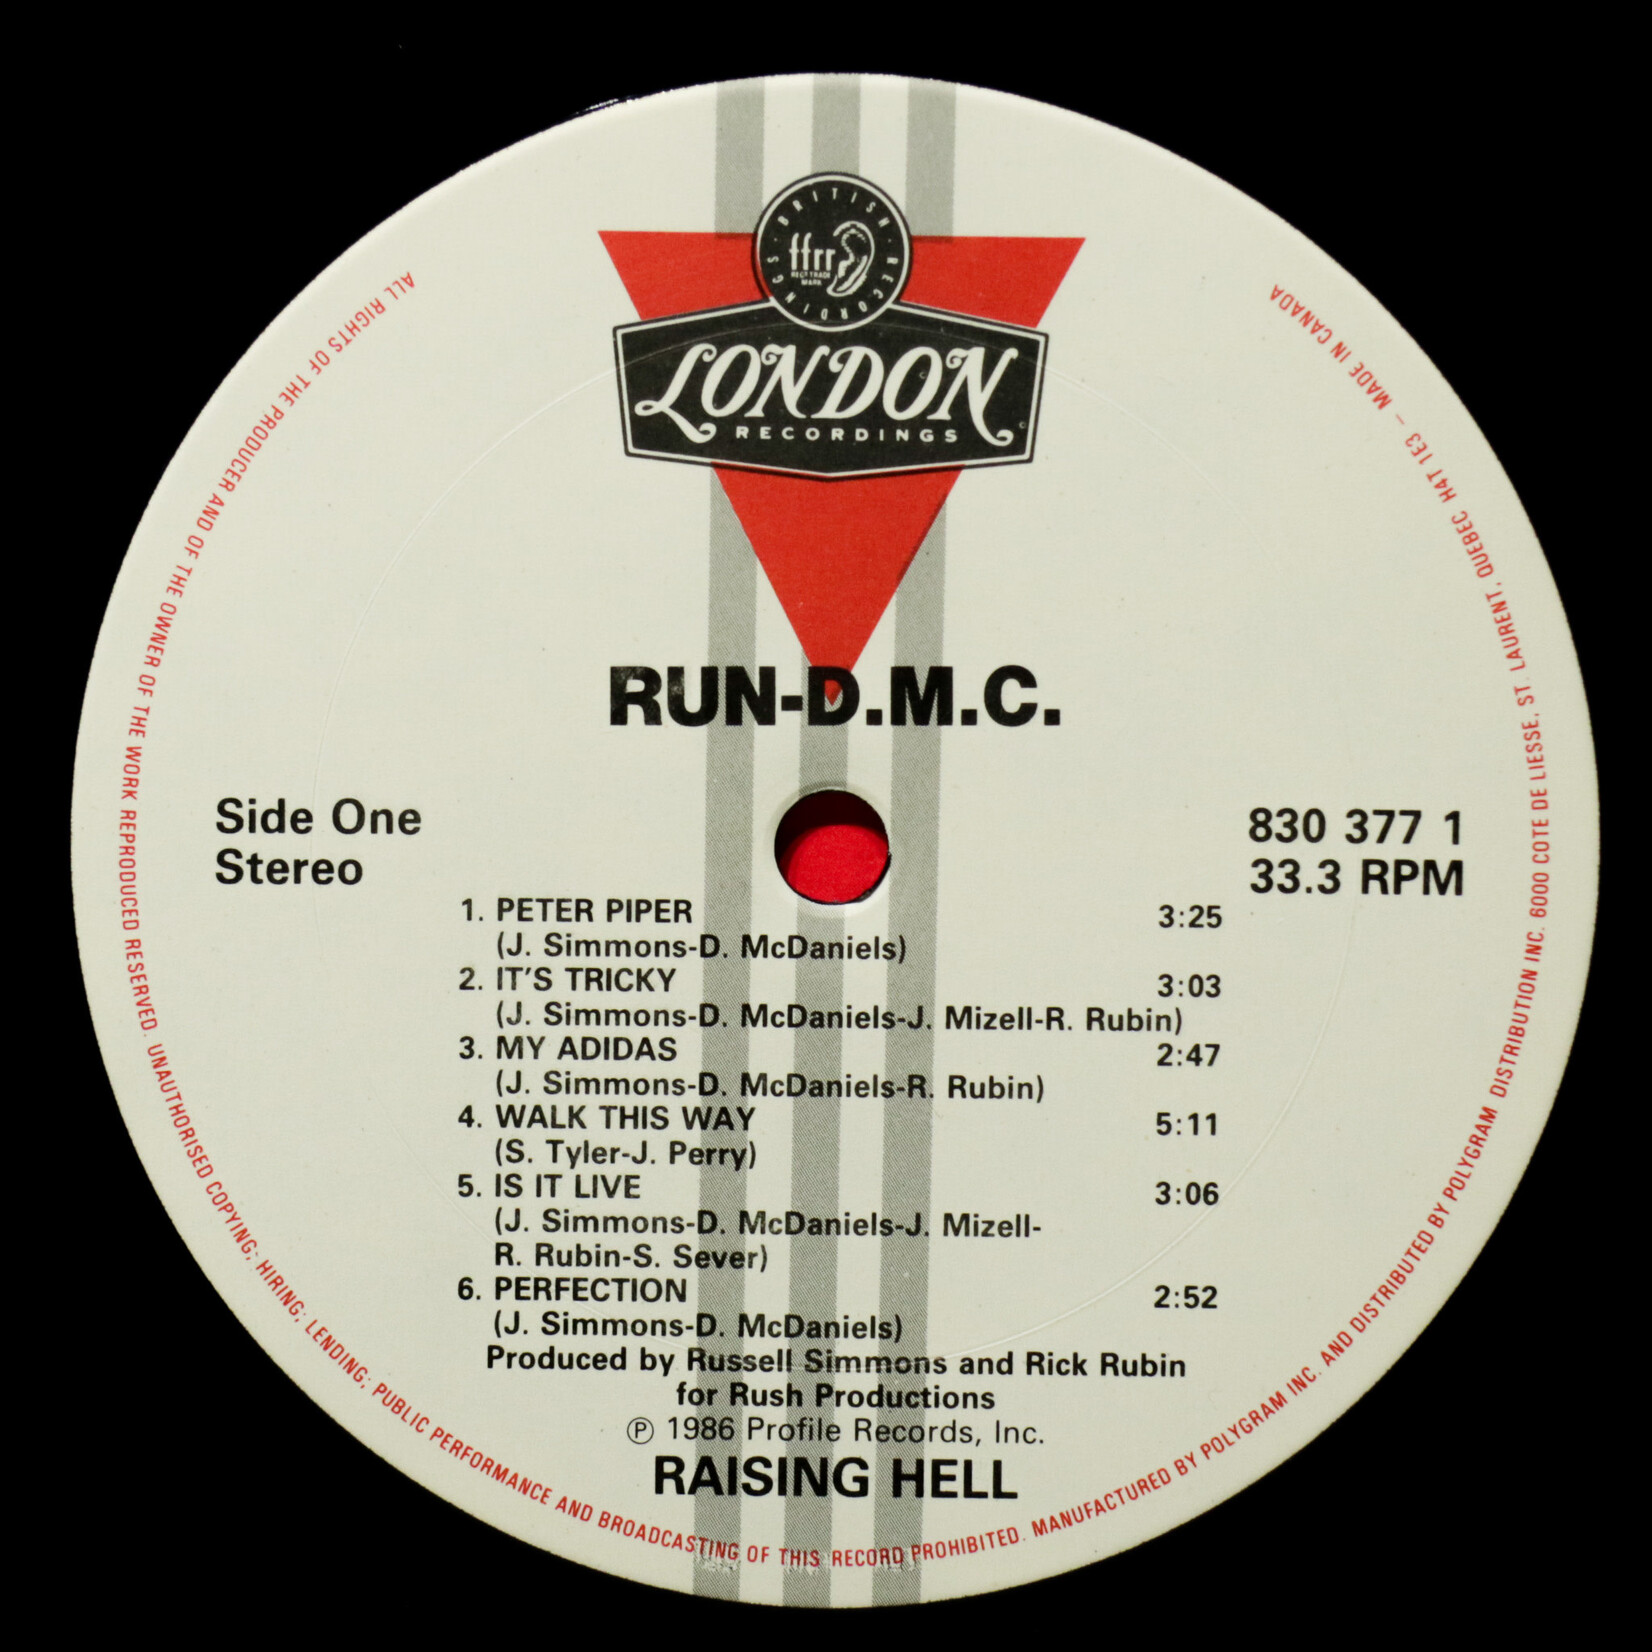 BRITISH · RECORDINGS ·
ffrr
REGT TRADE
MARK
LONDON
RECORDINGS
RUN-D.M.C.
Side One
Stereo
830 377 1
33.3 RPM
1. PETER PIPER 3:25
(J. Simmons-D. McDaniels)
2. IT'S TRICKY 3:03
(J. Simmons-D. McDaniels-J. Mizell-R. Rubin)
3. MY ADIDAS 2:47
(J. Simmons-D. McDaniels-R. Rubin)
4. WALK THIS WAY 5:11
(S. Tyler-J. Perry)
5. IS IT LIVE 3:06
(J. Simmons-D. McDaniels-J. Mizell-
R. Rubin-S. Sever)
6. PERFECTION 2:52
(J. Simmons-D. McDaniels)
Produced by Russell Simmons and Rick Rubin
for Rush Productions
Ⓟ 1986 Profile Records, Inc.
RAISING HELL
ALL RIGHTS OF THE PRODUCER AND OF THE OWNER OF THE WORK REPRODUCED RESERVED. UNAUTHORISED COPYING; HIRING; LENDING; PUBLIC PERFORMANCE AND BROADCASTING OF THIS RECORD PROHIBITED. MANUFACTURED BY POLYGRAM INC. AND DISTRIBUTED BY POLYGRAM DISTRIBUTION INC. 6000 COTE DE LIESSE, ST. LAURENT, QUEBEC H4T 1E3 – MADE IN CANADA